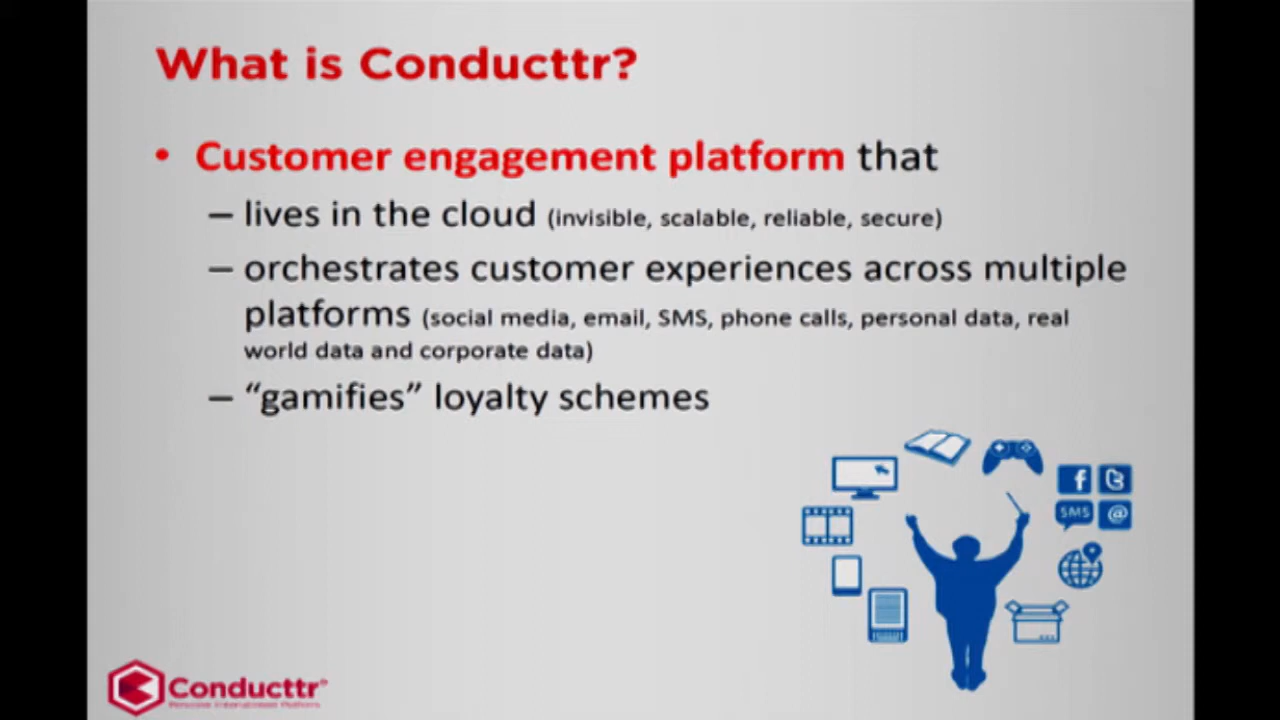 What is Conducttr?
• Customer engagement platform that
– lives in the cloud (invisible, scalable, reliable, secure)
– orchestrates customer experiences across multiple
platforms (social media, email, SMS, phone calls, personal data, real
world data and corporate data)
– “gamifies” loyalty schemes
f
SMS @
Conducttr®